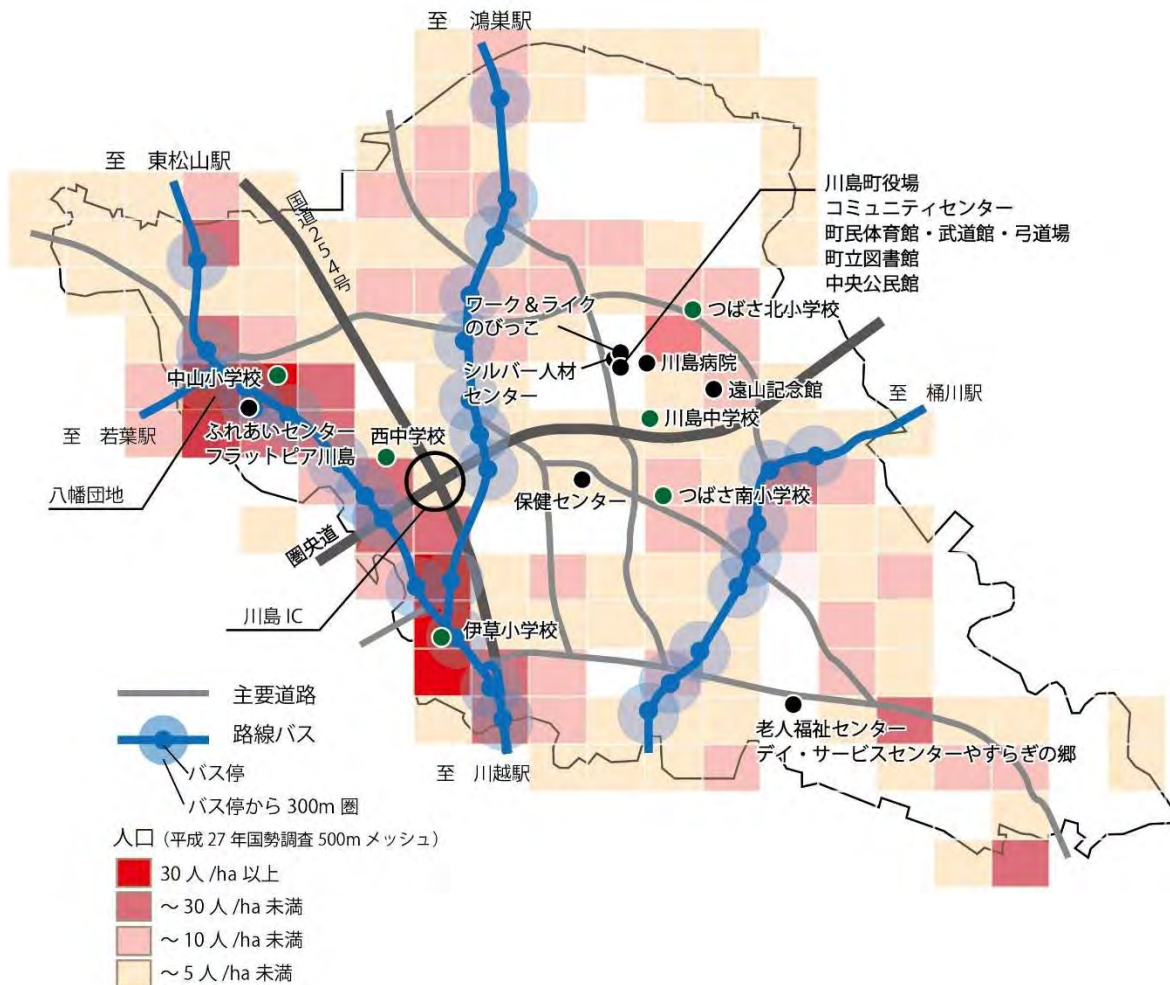 至　鴻巣駅
至　東松山駅
国道254号
川島町役場
コミュニティセンター
町民体育館・武道館・弓道場
町立図書館
中央公民館
ワーク＆ライク
のびっこ
つばさ北小学校
シルバー人材
センター
川島病院
中山小学校
遠山記念館
至　桶川駅
川島中学校
至　若葉駅
ふれあいセンター
フラットピア川島
西中学校
八幡団地
保健センター
つばさ南小学校
圏央道
川島 IC
伊草小学校
主要道路
路線バス
老人福祉センター
デイ・サービスセンターやすらぎの郷
バス停
至　川越駅
バス停から 300m 圏
人口（平成 27 年国勢調査 500m メッシュ）
30 人 /ha 以上
～ 30 人 /ha 未満
～ 10 人 /ha 未満
～ 5 人 /ha 未満